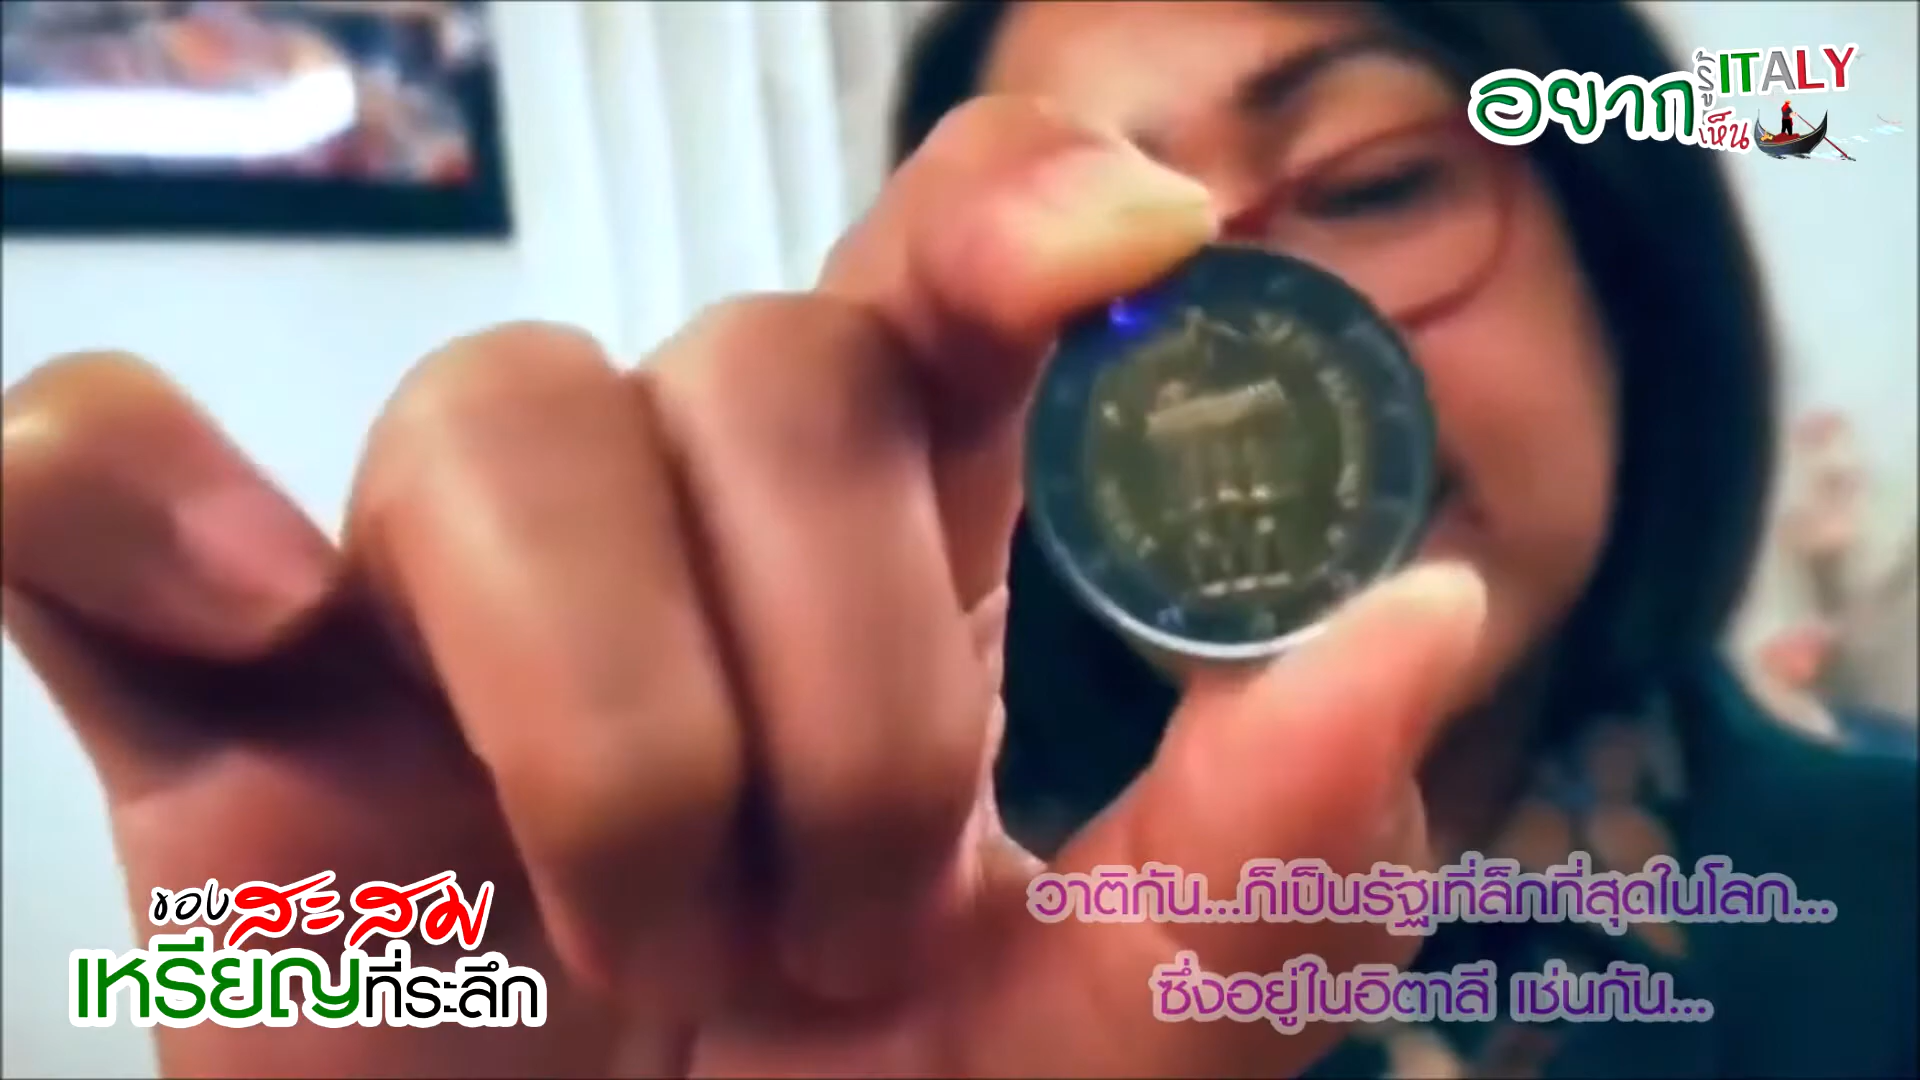 อยากรู้ ITALY
เห็น
ของสะสม
เหรียญที่ระลึก
วาติกัน...ก็เป็นรัฐเที่ล็กที่สุดในโลก...
ซึ่งอยู่ในอิตาลี เช่นกัน...